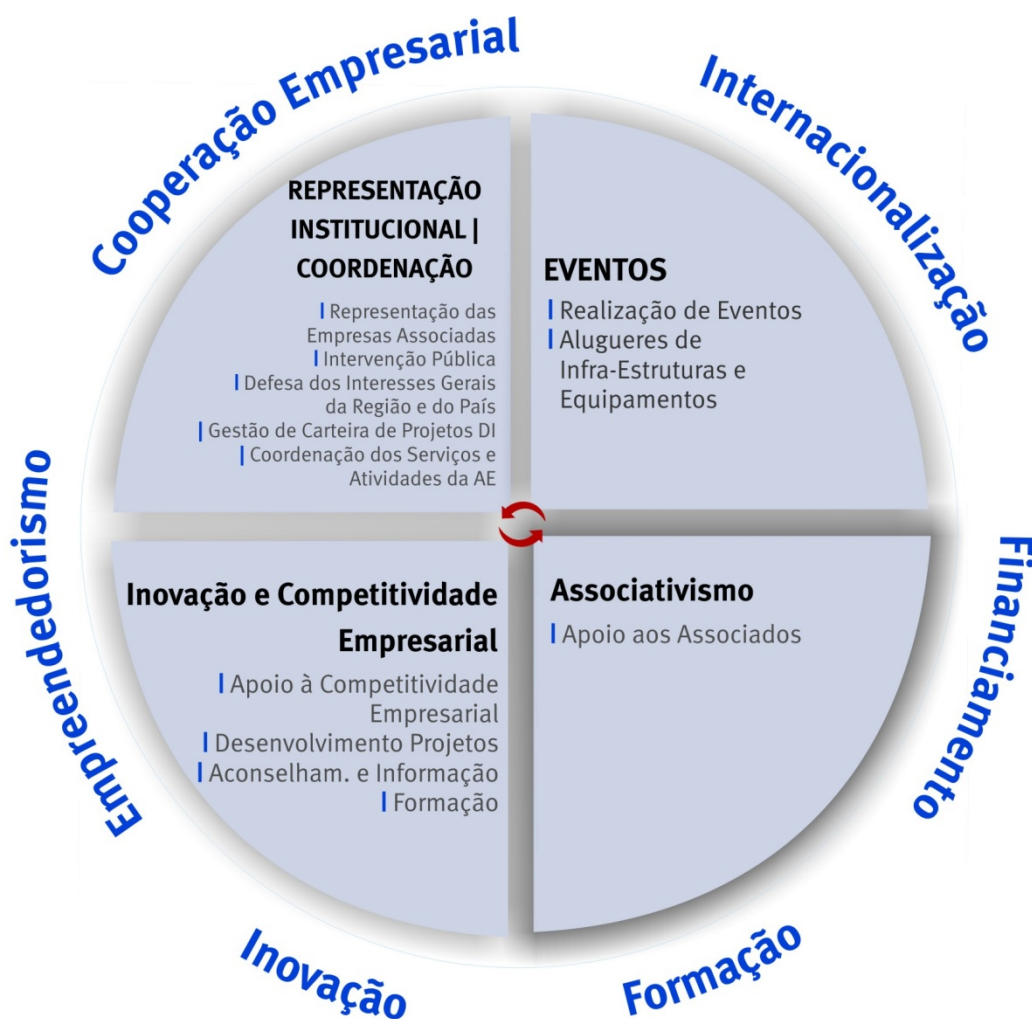 Cooperação Empresarial
Internacionalização
REPRESENTAÇÃO
INSTITUCIONAL |
COORDENAÇÃO
Representação das
Empresas Associadas
Intervenção Pública
Defesa dos Interesses Gerais
da Região e do País
Gestão de Carteira de Projetos DI
Coordenação dos Serviços e
Atividades da AE
EVENTOS
Realização de Eventos
Alugueres de
Infra-Estruturas e
Equipamentos
Empreendedorismo
Financiamento
Inovação e Competitividade
Empresarial
Apoio à Competitividade
Empresarial
Desenvolvimento Projetos
Aconselham. e Informação
Formação
Associativismo
Apoio aos Associados
Inovação
Formação